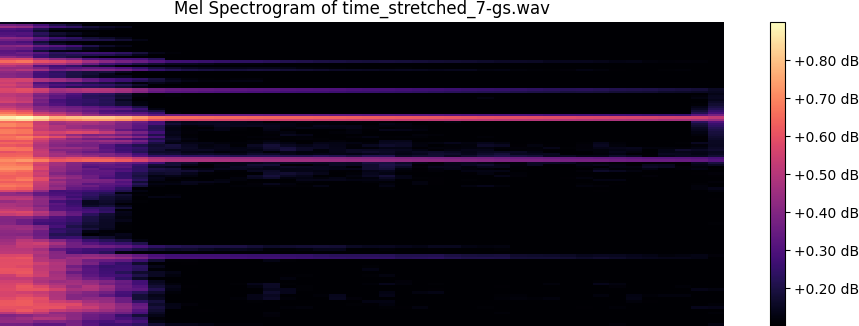 Mel Spectrogram of time_stretched_7-gs.wav
+0.80 dB
+0.70 dB
+0.60 dB
+0.50 dB
+0.40 dB
+0.30 dB
+0.20 dB